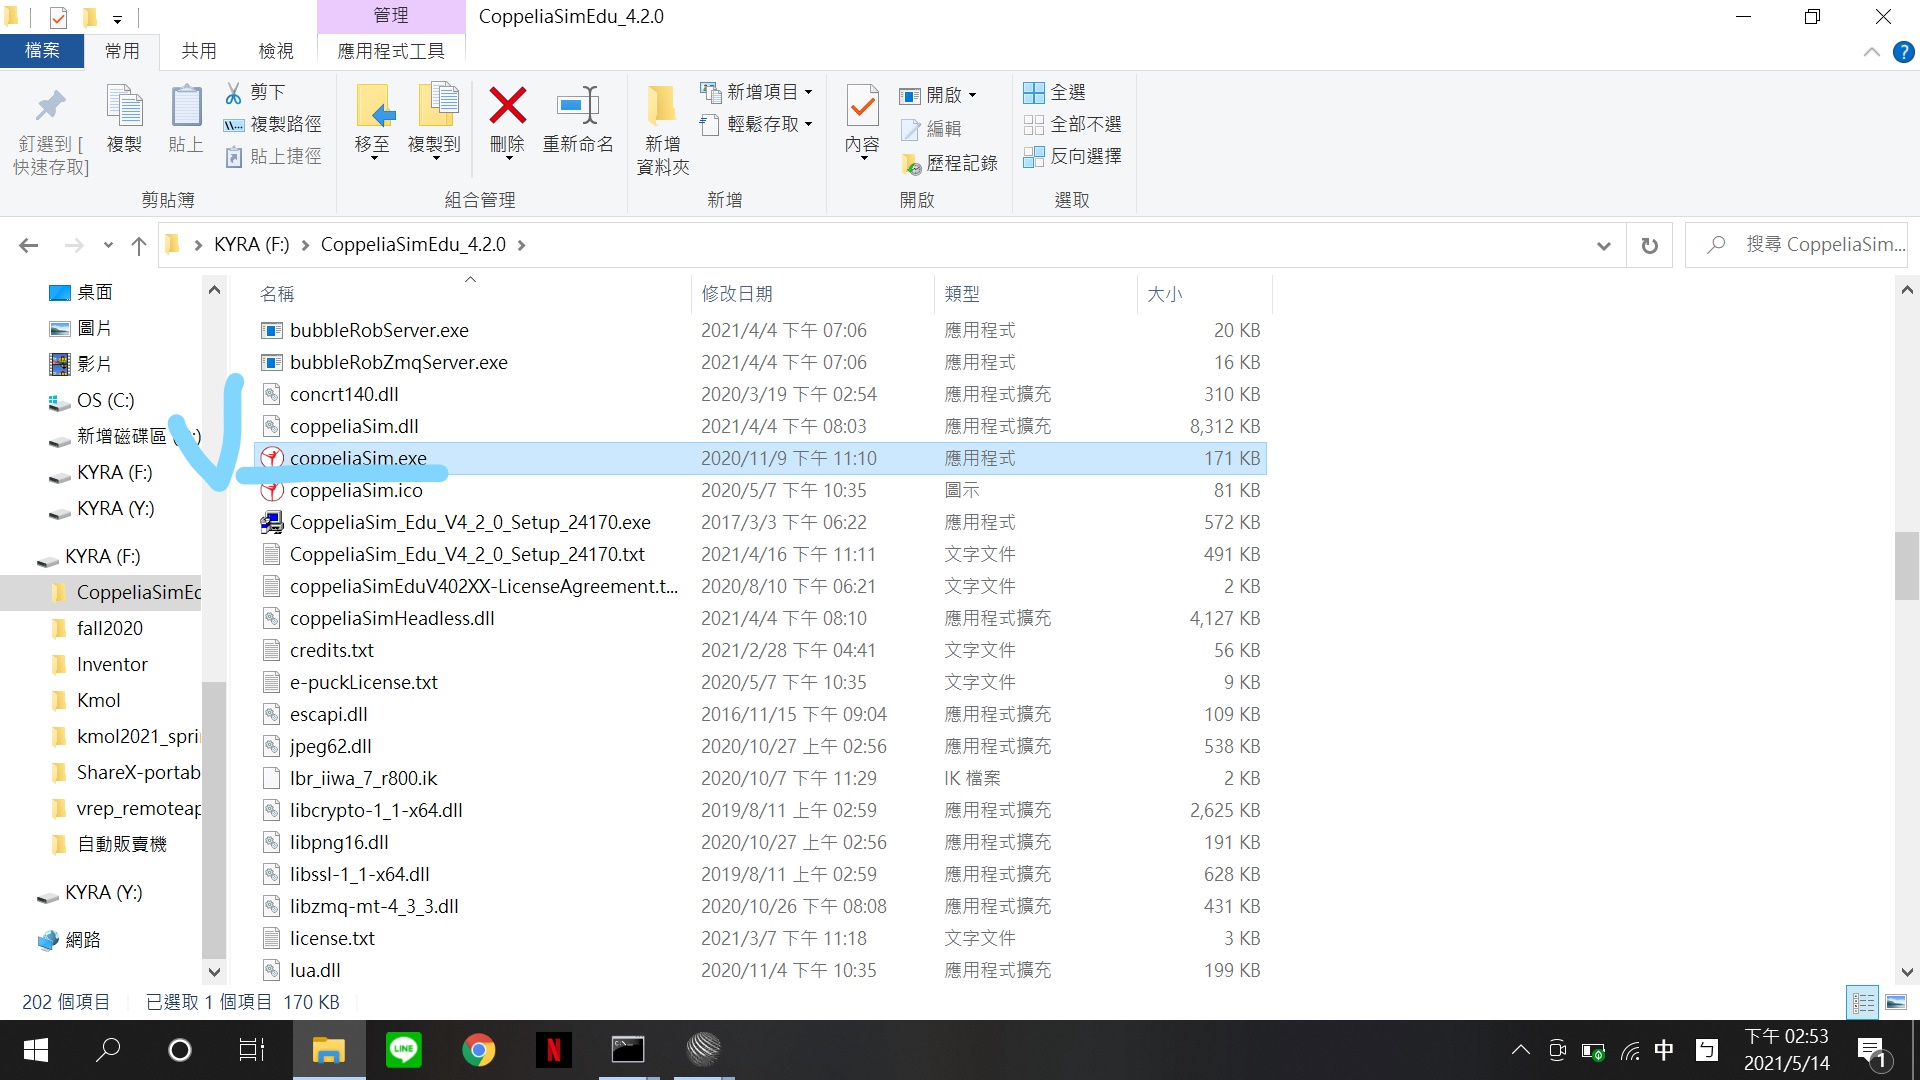 管理
CoppeliaSimEdu_4.2.0
檔案
常用
共用
檢視
應用程式工具
釘選到 [
快速存取]
複製
貼上
剪下
複製路徑
貼上捷徑
剪貼簿
移至
複製到
刪除
重新命名
組合管理
新增
資料夾
新增項目
輕鬆存取
新增
內容
開啟
編輯
歷程記錄
開啟
全選
全部不選
反向選擇
選取
KYRA (F:)
CoppeliaSimEdu_4.2.0
搜尋 CoppeliaSim...
桌面
圖片
影片
OS (C:)
新增磁碟區
KYRA (F:)
KYRA (Y:)
KYRA (F:)
CoppeliaSimEc
fall2020
Inventor
Kmol
kmol2021_spri
ShareX-portab
vrep_remoteap
自動販賣機
KYRA (Y:)
網路
名稱 修改日期 類型 大小
bubbleRobServer.exe 2021/4/4 下午 07:06 應用程式 20 KB
bubbleRobZmqServer.exe 2021/4/4 下午 07:06 應用程式 16 KB
concrt140.dll 2020/3/19 下午 02:54 應用程式擴充 310 KB
coppeliaSim.dll 2021/4/4 下午 08:03 應用程式擴充 8,312 KB
coppeliaSim.exe 2020/11/9 下午 11:10 應用程式 171 KB
coppeliaSim.ico 2020/5/7 下午 10:35 圖示 81 KB
CoppeliaSim_Edu_V4_2_0_Setup_24170.exe 2017/3/3 下午 06:22 應用程式 572 KB
CoppeliaSim_Edu_V4_2_0_Setup_24170.txt 2021/4/16 下午 11:11 文字文件 491 KB
coppeliaSimEduV402XX-LicenseAgreement.t... 2020/8/10 下午 06:21 文字文件 2 KB
coppeliaSimHeadless.dll 2021/4/4 下午 08:10 應用程式擴充 4,127 KB
credits.txt 2021/2/28 下午 04:41 文字文件 56 KB
e-puckLicense.txt 2020/5/7 下午 10:35 文字文件 9 KB
escapi.dll 2016/11/15 下午 09:04 應用程式擴充 109 KB
jpeg62.dll 2020/10/27 上午 02:56 應用程式擴充 538 KB
lbr_iiwa_7_r800.ik 2020/10/7 下午 11:29 IK 檔案 2 KB
libcrypto-1_1-x64.dll 2019/8/11 上午 02:59 應用程式擴充 2,625 KB
libpng16.dll 2020/10/27 上午 02:56 應用程式擴充 191 KB
libssl-1_1-x64.dll 2019/8/11 上午 02:59 應用程式擴充 628 KB
libzmq-mt-4_3_3.dll 2020/10/26 下午 08:08 應用程式擴充 431 KB
license.txt 2021/3/7 下午 11:18 文字文件 3 KB
lua.dll 2020/11/4 下午 10:35 應用程式擴充 199 KB
202 個項目 已選取 1 個項目 170 KB
LINE
N
中
ㄅ
下午 02:53
2021/5/14
1